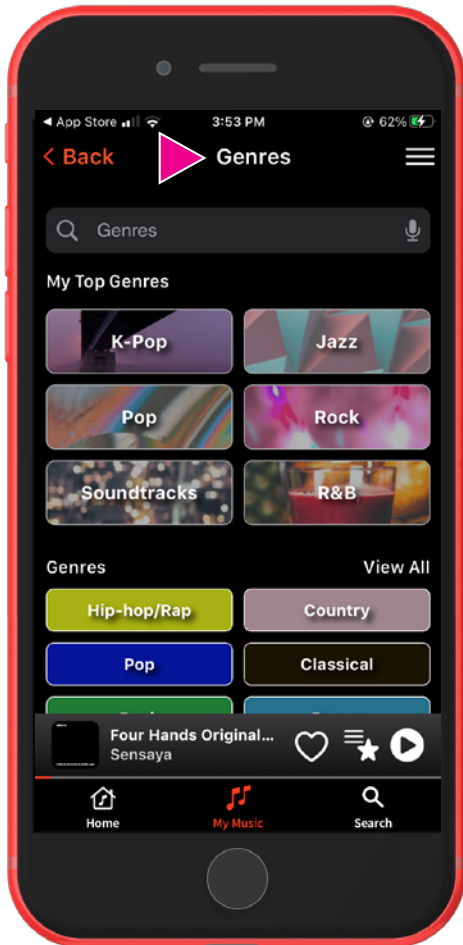 App Store 3:53 PM 62%
Back Genres
Genres
My Top Genres
K-Pop Jazz
Pop Rock
Soundtracks R&B
Genres View All
Hip-hop/Rap Country
Pop Classical
Four Hands Original...
Sensaya
Home My Music Search